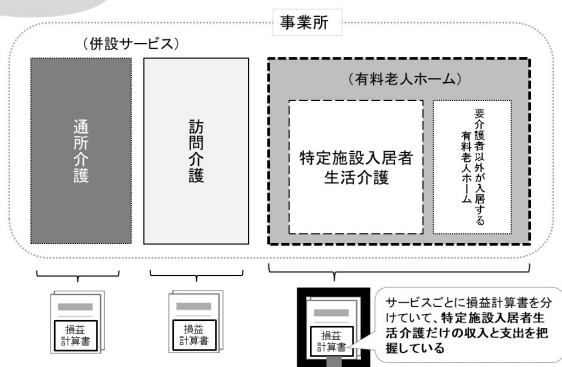 事業所
（併設サービス）
通所介護
訪問介護
（有料老人ホーム）
特定施設入居者
生活介護
要介護者以外が入居する
有料老人ホーム
損益
計算書
損益
計算書
損益
計算書
サービスごとに損益計算書を分
けていて、特定施設入居者生
活介護だけの収入と支出を把
握している